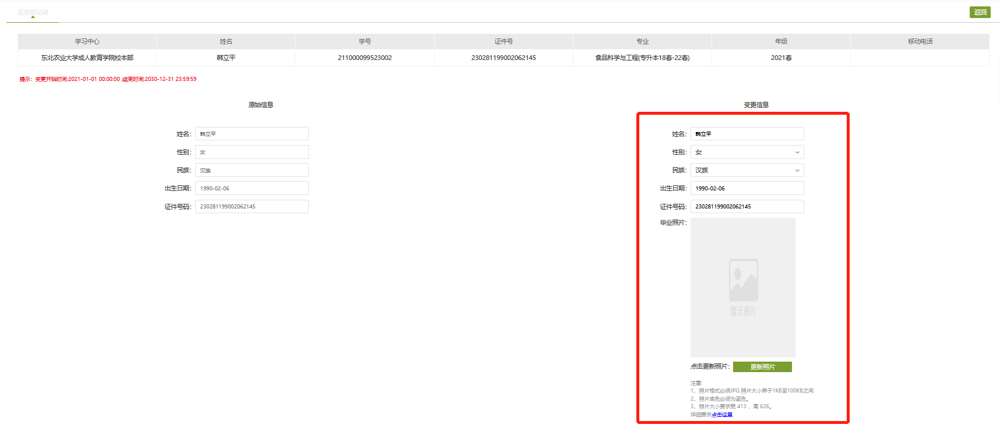 无变更记录
返回
学习中心 姓名 学号 证件号 专业 年级 移动电话
东北农业大学成人教育学院校本部 韩立平 211000099523002 230281199002062145 食品科学与工程(专升本18春-22春) 2021春
提示：变更开始时间:2021-01-01 00:00:00 ,结束时间:2030-12-31 23:59:59
原始信息
姓名： 韩立平
性别： 女
民族： 汉族
出生日期： 1990-02-06
证件号码： 230281199002062145
变更信息
姓名： 韩立平
性别： 女
民族： 汉族
出生日期： 1990-02-06
证件号码： 230281199002062145
毕业照片：
暂无图片
点击更新照片： 更新照片
注意:
1、照片格式必须JPG,照片大小界于1KB至100KB之间
2、照片底色必须为蓝色。
3、照片大小要求宽 413 ，高 626。
详细要求点击这里